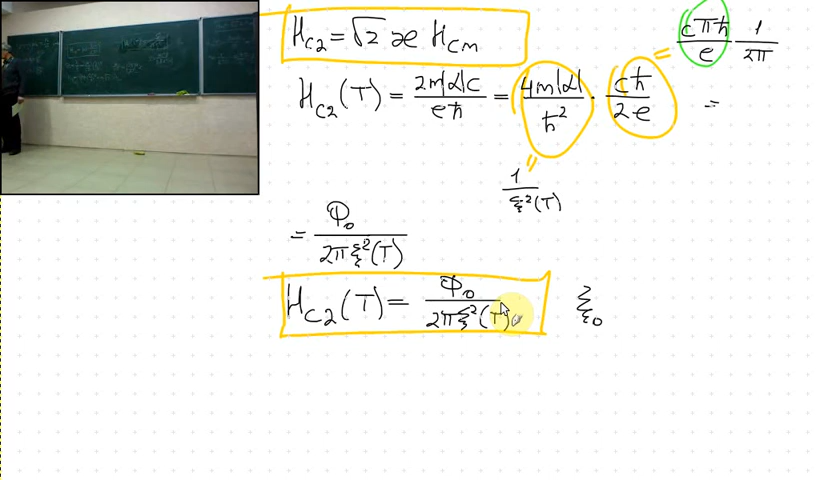 H_{C2} = √2 æ H_{cm}
= cπħ/e 1/2π
H_{C2}(T) = 2m|α|c/eħ = 4m|α|/ħ² · cħ/2e =
" 1/ξ²(T)
= Φ₀/2πξ²(T)
H_{C2}(T) = Φ₀/2πξ²(T) ξ₀